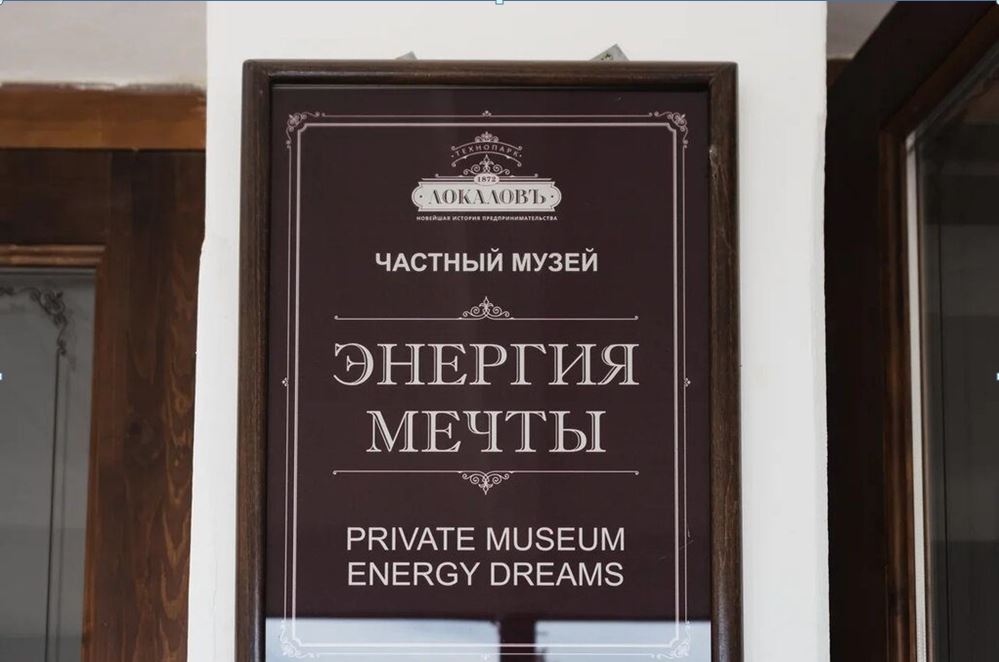 ТЕХНОПАРК
1872
ЛОКАЛОВЪ
НОВЕЙШАЯ ИСТОРИЯ ПРЕДПРИНИМАТЕЛЬСТВА
ЧАСТНЫЙ МУЗЕЙ
ЭНЕРГИЯ
МЕЧТЫ
PRIVATE MUSEUM
ENERGY DREAMS